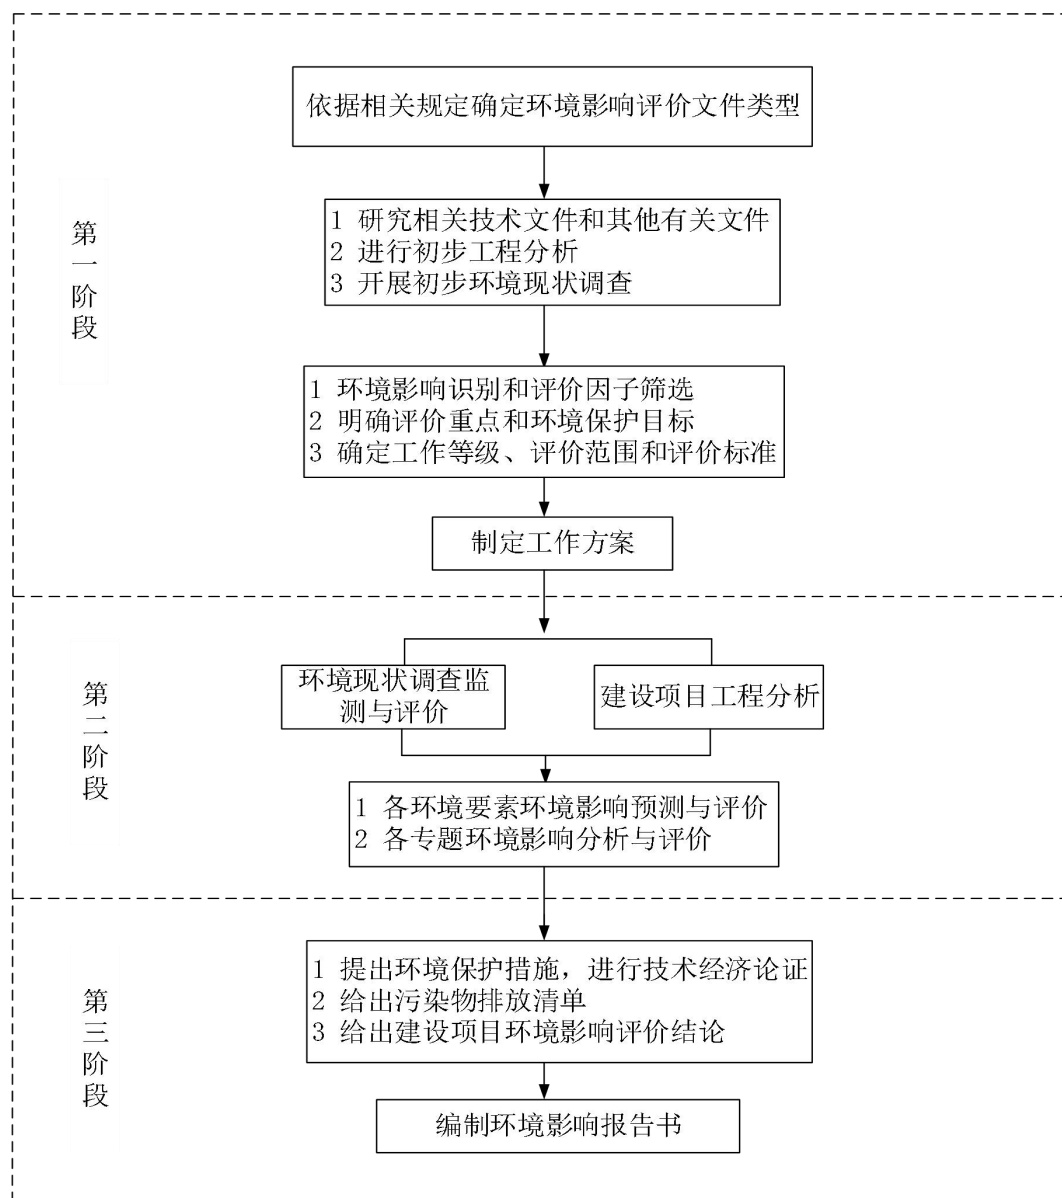 依据相关规定确定环境影响评价文件类型
第一阶段
1 研究相关技术文件和其他有关文件
2 进行初步工程分析
3 开展初步环境现状调查
1 环境影响识别和评价因子筛选
2 明确评价重点和环境保护目标
3 确定工作等级、评价范围和评价标准
制定工作方案
第二阶段
环境现状调查监
测与评价
建设项目工程分析
1 各环境要素环境影响预测与评价
2 各专题环境影响分析与评价
第三阶段
1 提出环境保护措施，进行技术经济论证
2 给出污染物排放清单
3 给出建设项目环境影响评价结论
编制环境影响报告书